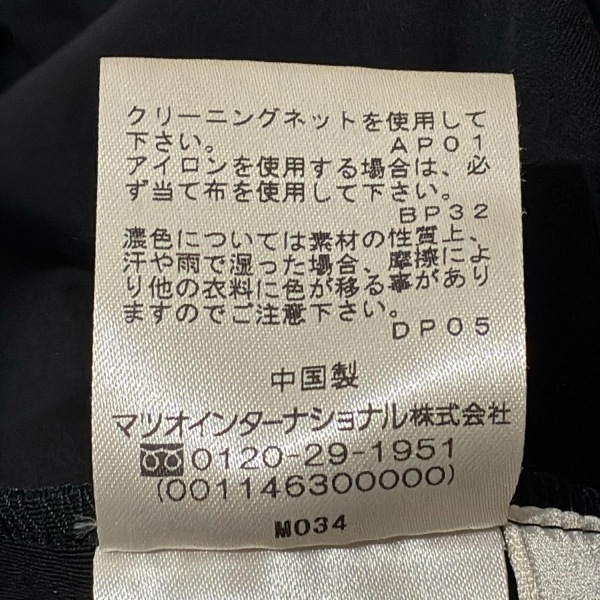 クリーニングネットを使用して
下さい。 AP01
アイロンを使用する場合は、必
ず当て布を使用して下さい。
BP32
濃色については素材の性質上、
汗や雨で湿った場合、摩擦によ
り他の衣料に色が移る事があり
ますのでご注意下さい。
DP05
中国製
マツオインターナショナル株式会社
0120-29-1951
(001146300000)
M034